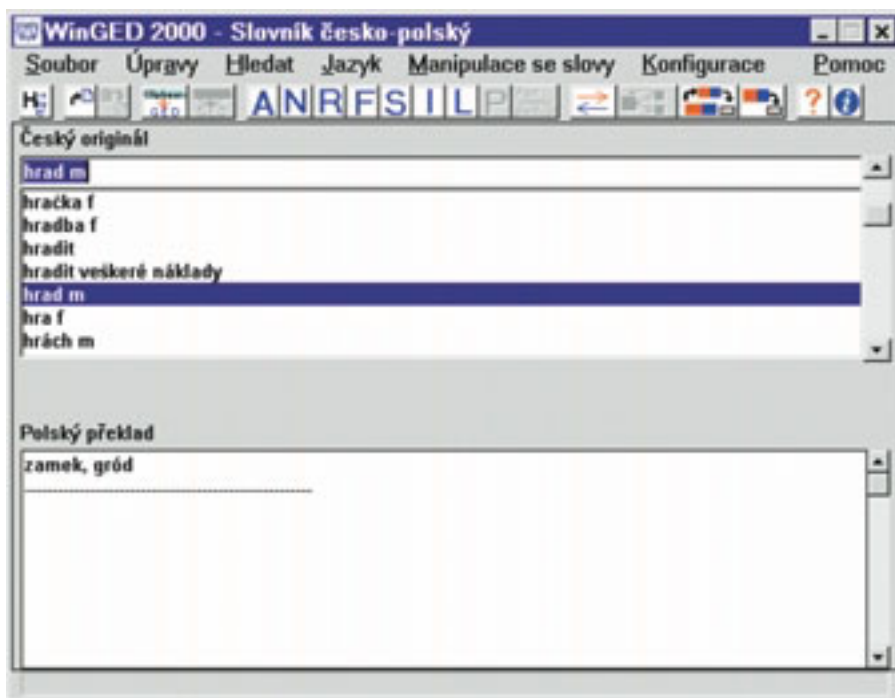 WinGED 2000 - Slovník česko-polský
Soubor Úpravy Hledat Jazyk Manipulace se slovy Konfigurace Pomoc
A N R F S I L P ?
Český originál
hrad m
hračka f
hradba f
hradit
hradit veškeré náklady
hrad m
hra f
hrách m
Polský překlad
zamek, gród